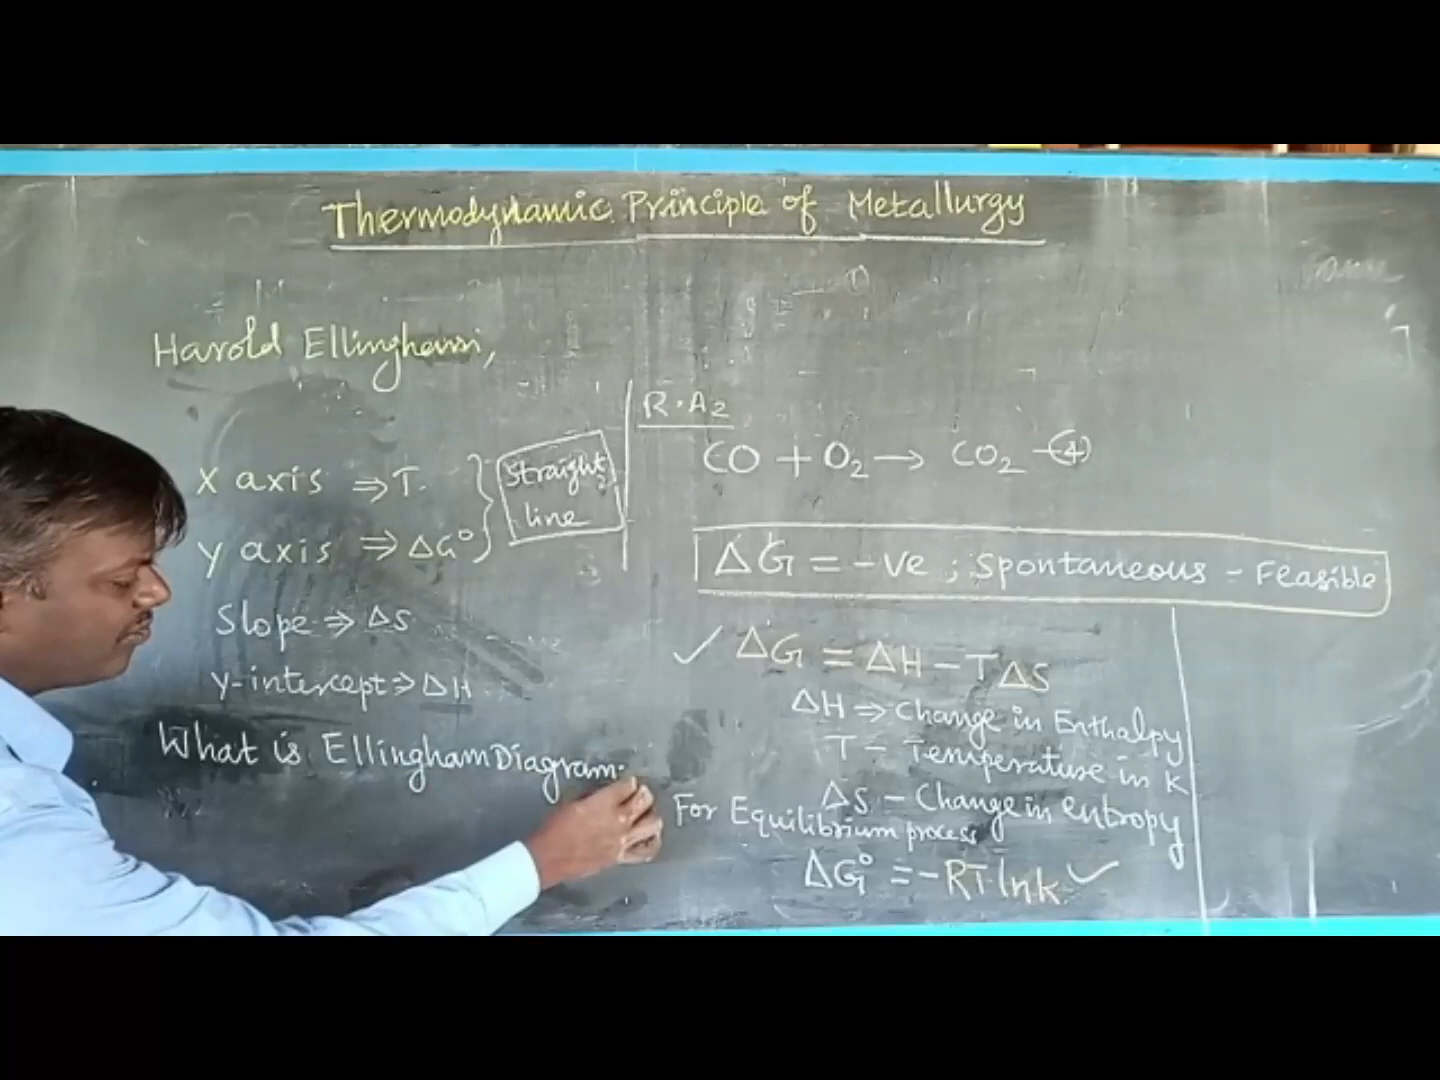 Thermodynamic Principle of Metallurgy
Harold Ellingham,
X axis ⇒ T.
y axis ⇒ ΔG°
Straight
line
Slope ⇒ ΔS
y-intercept ⇒ ΔH
What is Ellingham Diagram.
R.A2
CO + O₂ → CO₂ -④
ΔG = -ve ; Spontaneous - Feasible
✓ ΔG = ΔH - TΔS
ΔH ⇒ Change in Enthalpy
T - Temperature in K
ΔS - Change in entropy
For Equilibrium process
ΔG° = -RT lnk ✓